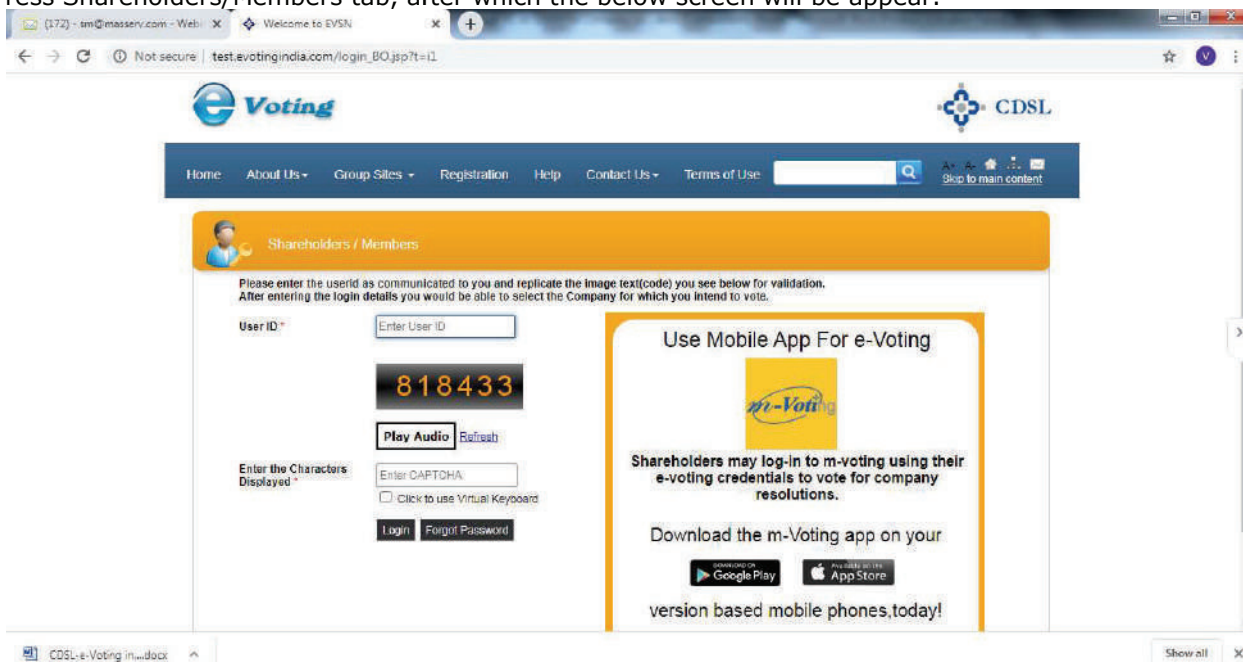 ress Shareholders/Members tab, after which the below screen will be appear:
(172) - tm@masserv.com - Web
Welcome to EVSN
Not secure | test.evotingindia.com/login_BO.jsp?t=i1
V
e Voting
CDSL
Home About Us Group Sites Registration Help Contact Us Terms of Use
A+ A-
Skip to main content
Shareholders / Members
Please enter the userid as communicated to you and replicate the image text(code) you see below for validation.
After entering the login details you would be able to select the Company for which you intend to vote.
User ID *
Enter User ID
818433
Play Audio Refresh
Enter the Characters
Displayed *
Enter CAPTCHA
Click to use Virtual Keyboard
Login Forgot Password
Use Mobile App For e-Voting
m-Voting
Shareholders may log-in to m-voting using their
e-voting credentials to vote for company
resolutions.
Download the m-Voting app on your
DOWNLOAD ON
Google Play
Available on the
App Store
version based mobile phones,today!
CDSL-e-Voting in....docx
Show all